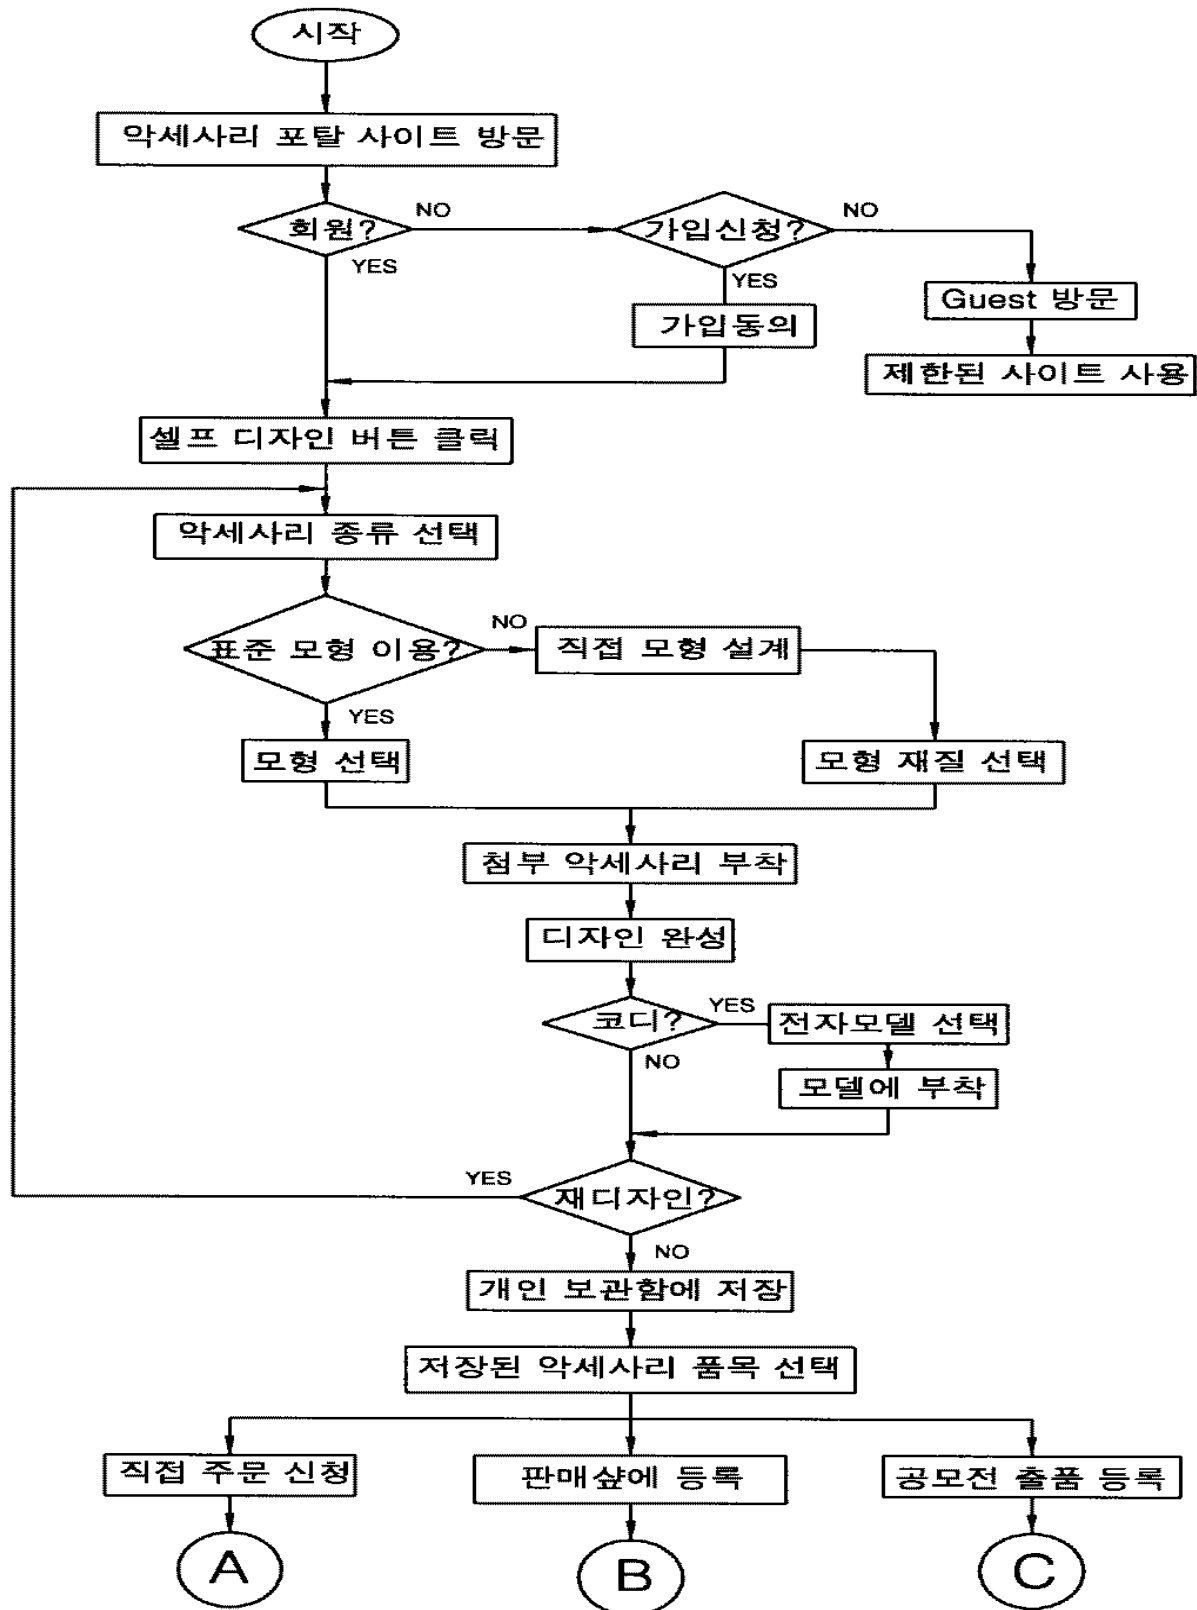 시작
악세사리 포탈 사이트 방문
회원?
NO
가입신청?
NO
YES
YES
Guest 방문
가입동의
제한된 사이트 사용
셀프 디자인 버튼 클릭
악세사리 종류 선택
표준 모형 이용?
NO
직접 모형 설계
YES
모형 선택
모형 재질 선택
첨부 악세사리 부착
디자인 완성
코디?
YES
전자모델 선택
NO
모델에 부착
YES
재디자인?
NO
개인 보관함에 저장
저장된 악세사리 품목 선택
직접 주문 신청
판매샾에 등록
공모전 출품 등록
A
B
C